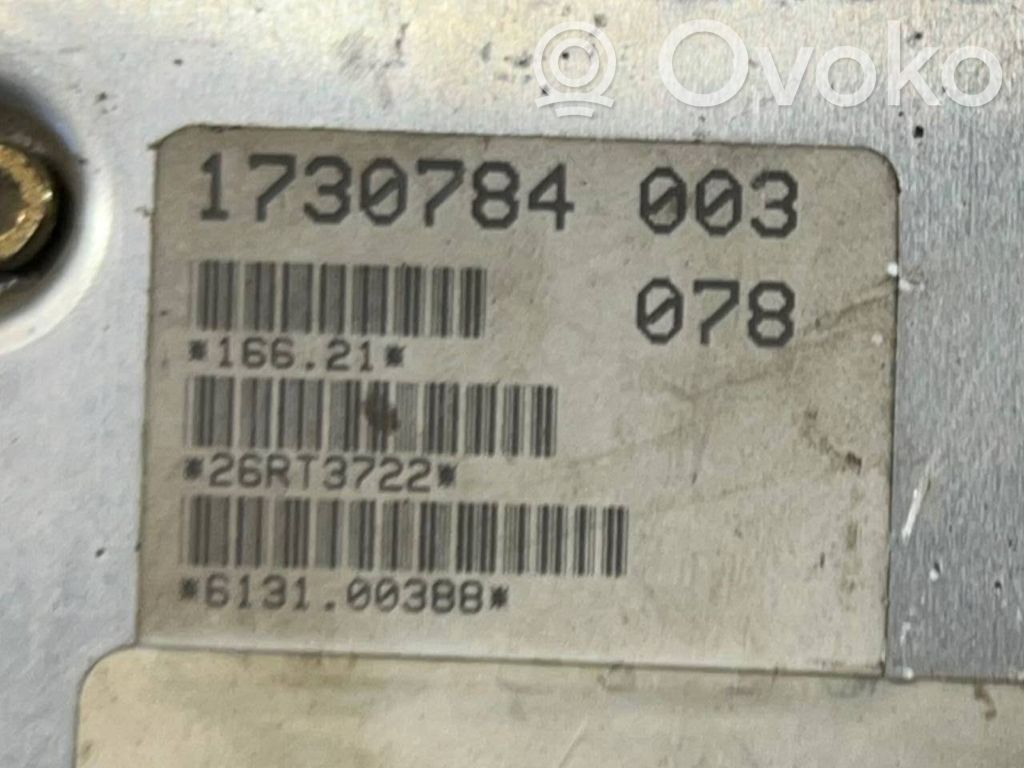 Ovoko
1730784 003
078
*166.21*
*26RT3722*
*6131.00388*